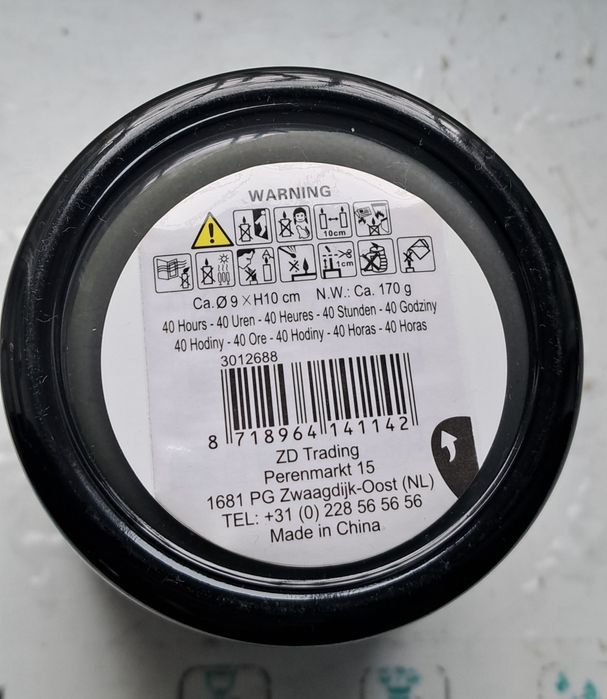 WARNING
10cm
1cm
Ca. Ø 9 × H10 cm N.W.: Ca. 170 g
40 Hours - 40 Uren - 40 Heures - 40 Stunden - 40 Godziny
40 Hodiny - 40 Ore - 40 Hodiny - 40 Horas - 40 Horas
3012688
8 718964 141142
ZD Trading
Perenmarkt 15
1681 PG Zwaagdijk-Oost (NL)
TEL: +31 (0) 228 56 56 56
Made in China